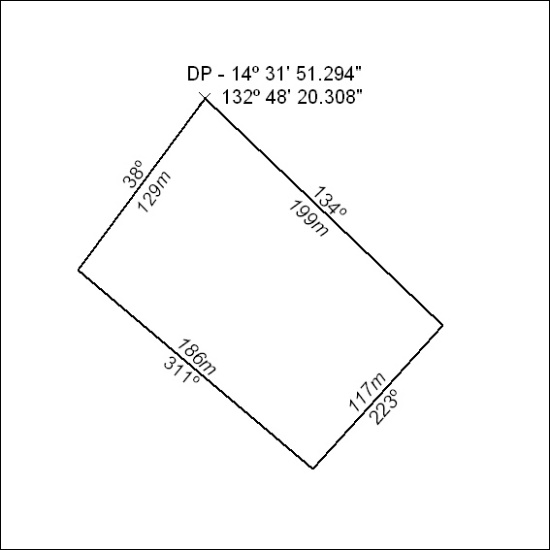 DP - 14º 31' 51.294"
132º 48' 20.308"
38º
129m
134º
199m
186m
311º
117m
223º